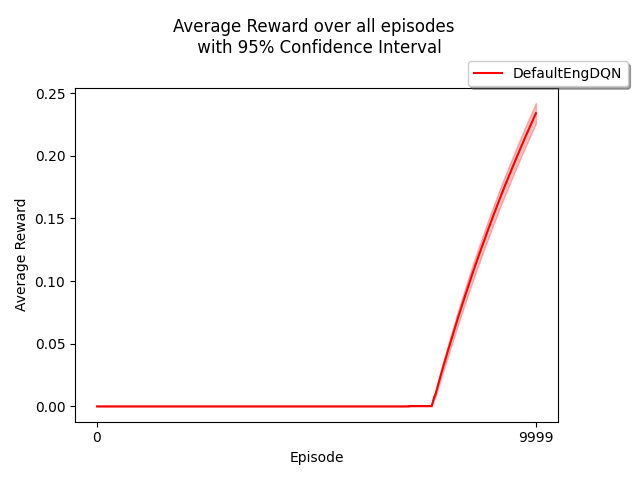 Average Reward over all episodes
with 95% Confidence Interval
DefaultEngDQN
0.25
0.20
0.15
0.10
0.05
0.00
Average Reward
0
9999
Episode